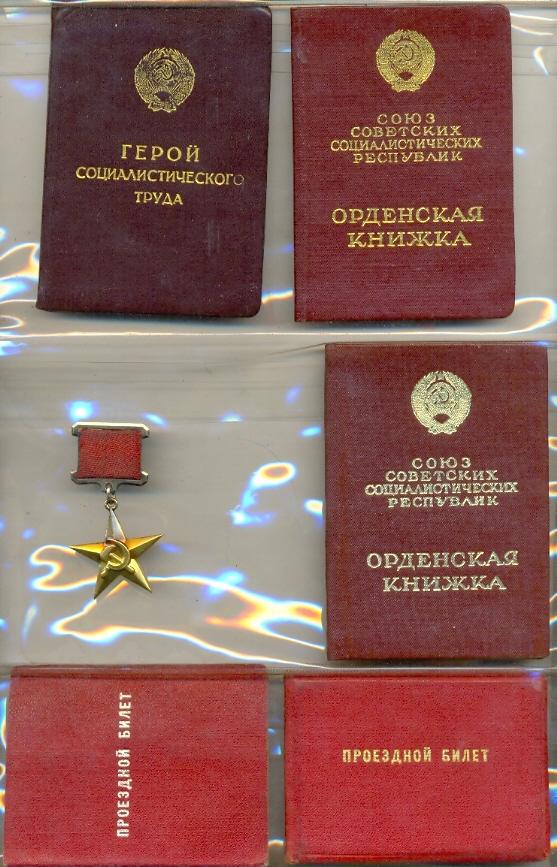 ГЕРОЙ
СОЦИАЛИСТИЧЕСКОГО
ТРУДА
СОЮЗ
СОВЕТСКИХ
СОЦИАЛИСТИЧЕСКИХ
РЕСПУБЛИК
ОРДЕНСКАЯ
КНИЖКА
СОЮЗ
СОВЕТСКИХ
СОЦИАЛИСТИЧЕСКИХ
РЕСПУБЛИК
ОРДЕНСКАЯ
КНИЖКА
ПРОЕЗДНОЙ БИЛЕТ
ПРОЕЗДНОЙ БИЛЕТ